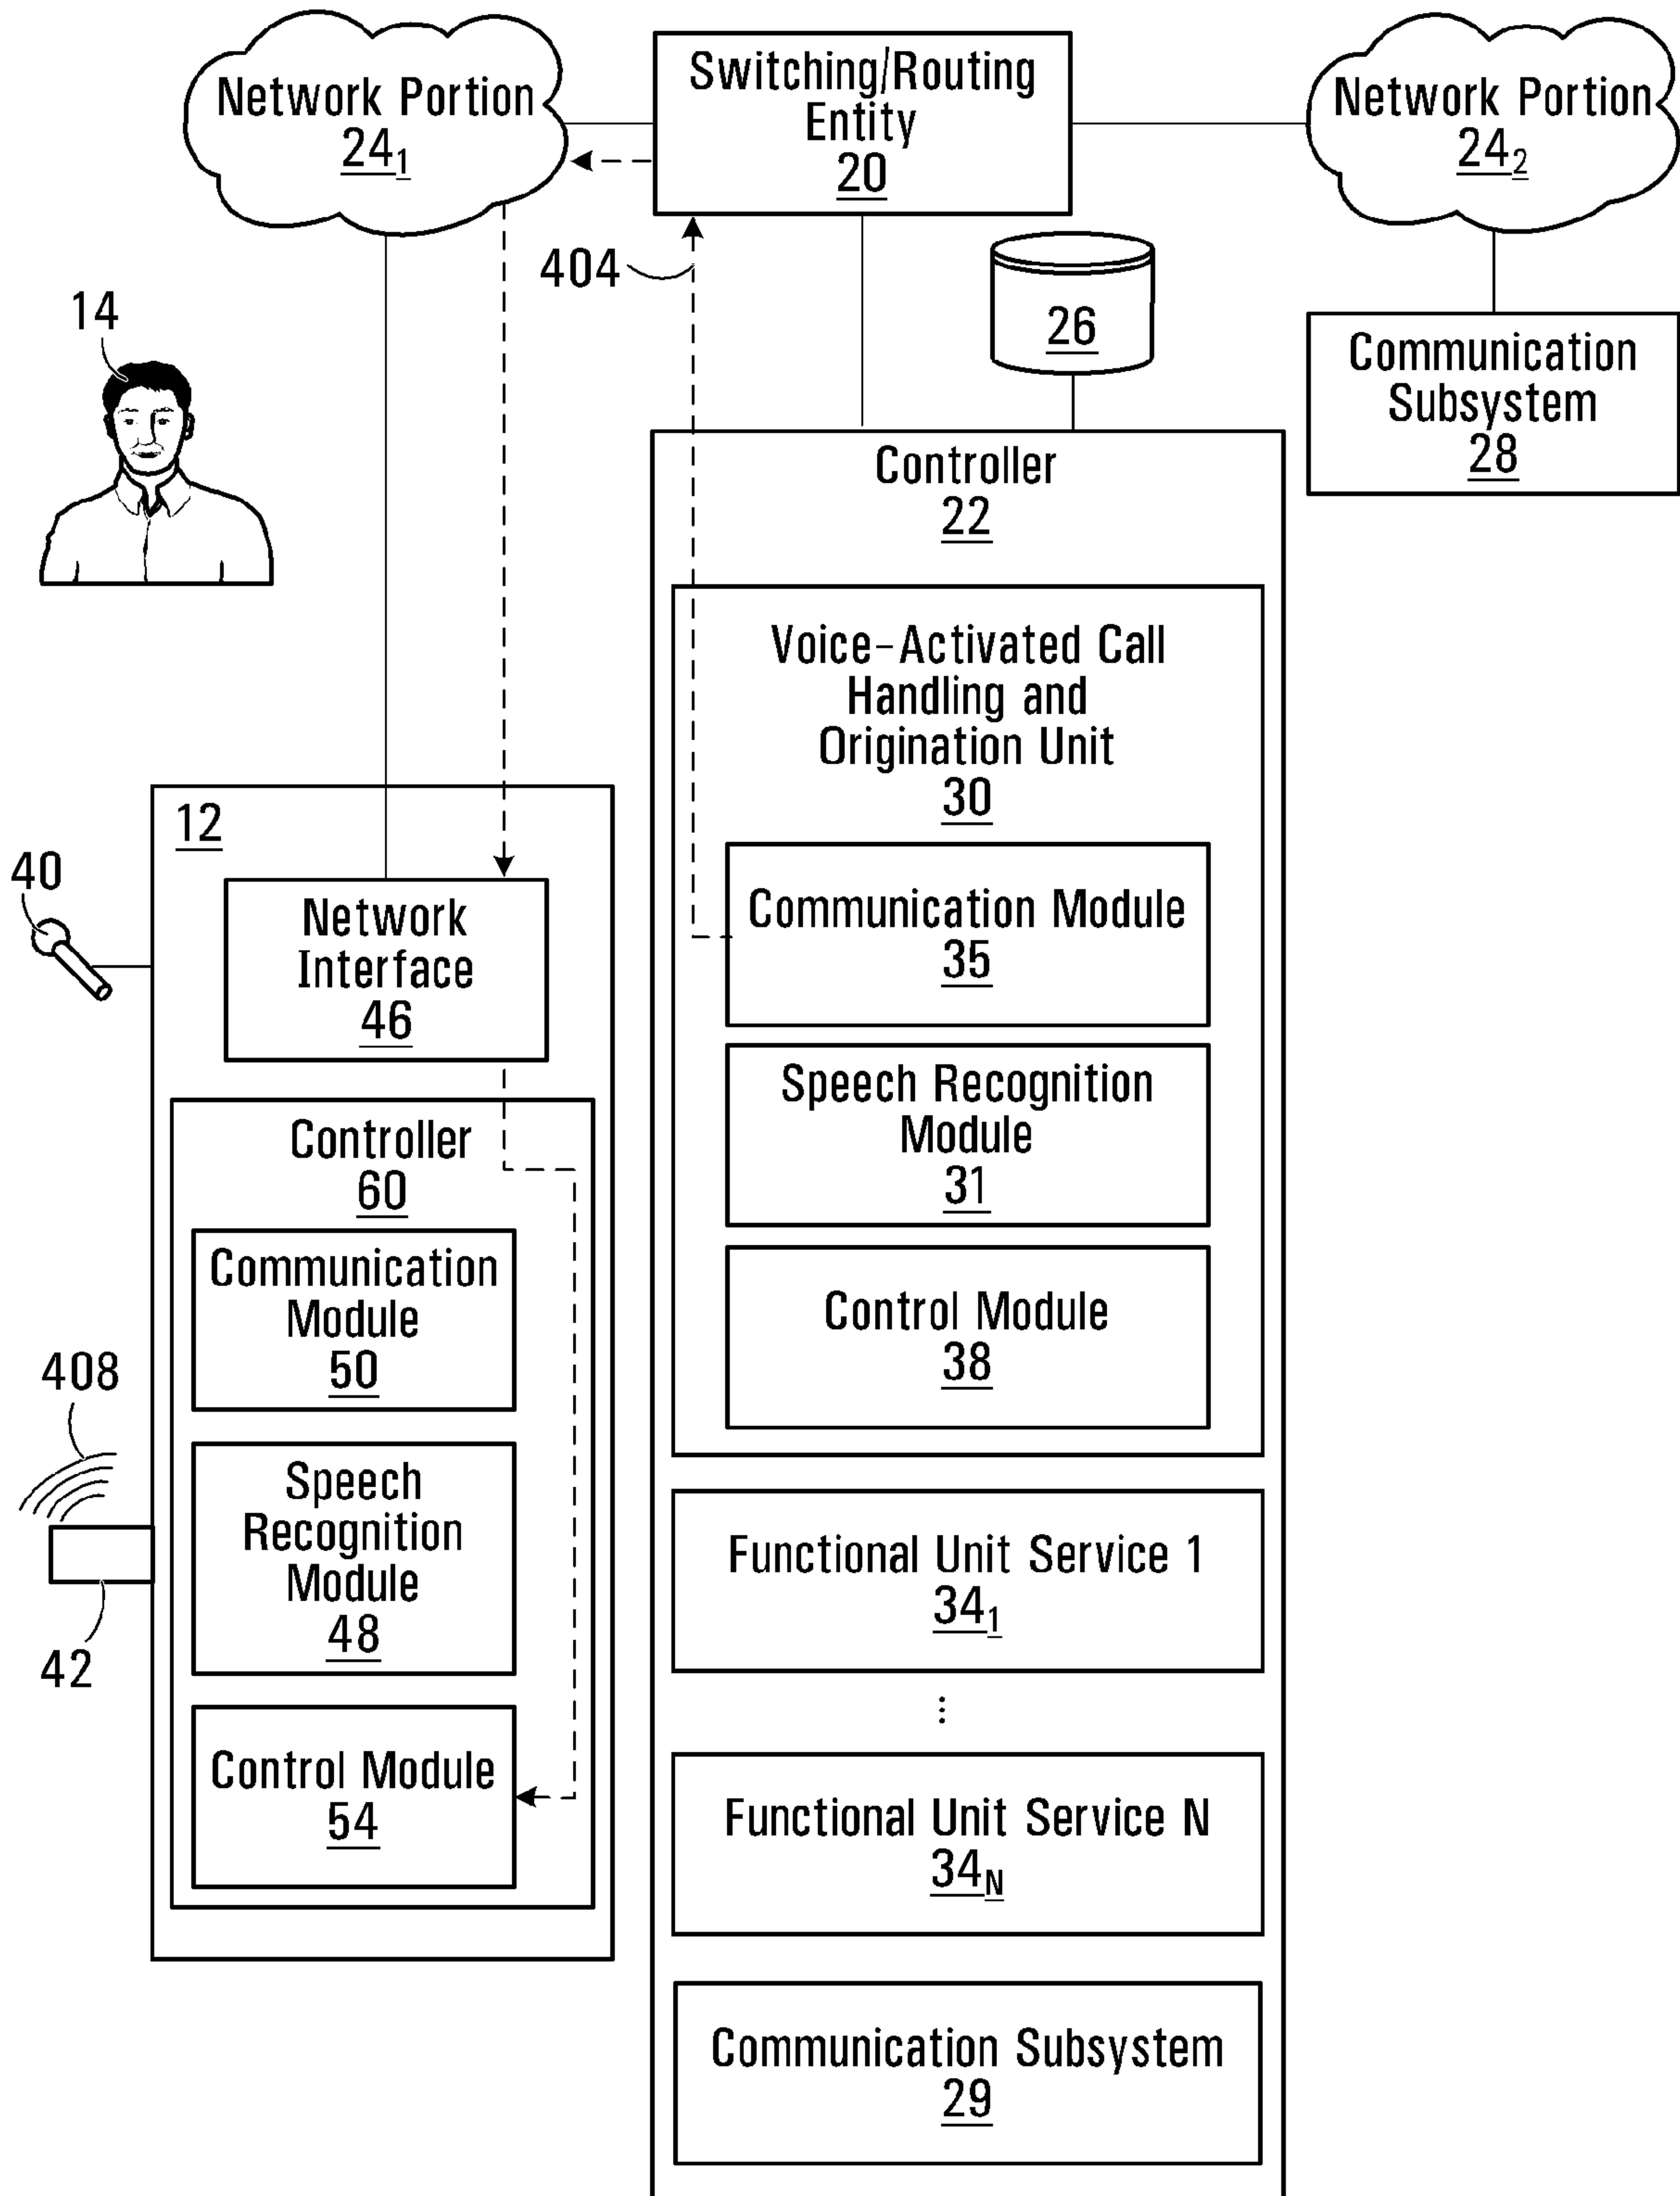 Network Portion
24₁
Switching/Routing
Entity
20
Network Portion
24₂
404
26
14
Communication
Subsystem
28
Controller
22
Voice-Activated Call
Handling and
Origination Unit
30
12
40
Network
Interface
46
Communication Module
35
Speech Recognition
Module
31
Controller
60
Communication
Module
50
Control Module
38
408
Speech
Recognition
Module
48
42
Functional Unit Service 1
34₁
⋮
Control Module
54
Functional Unit Service N
34N
Communication Subsystem
29